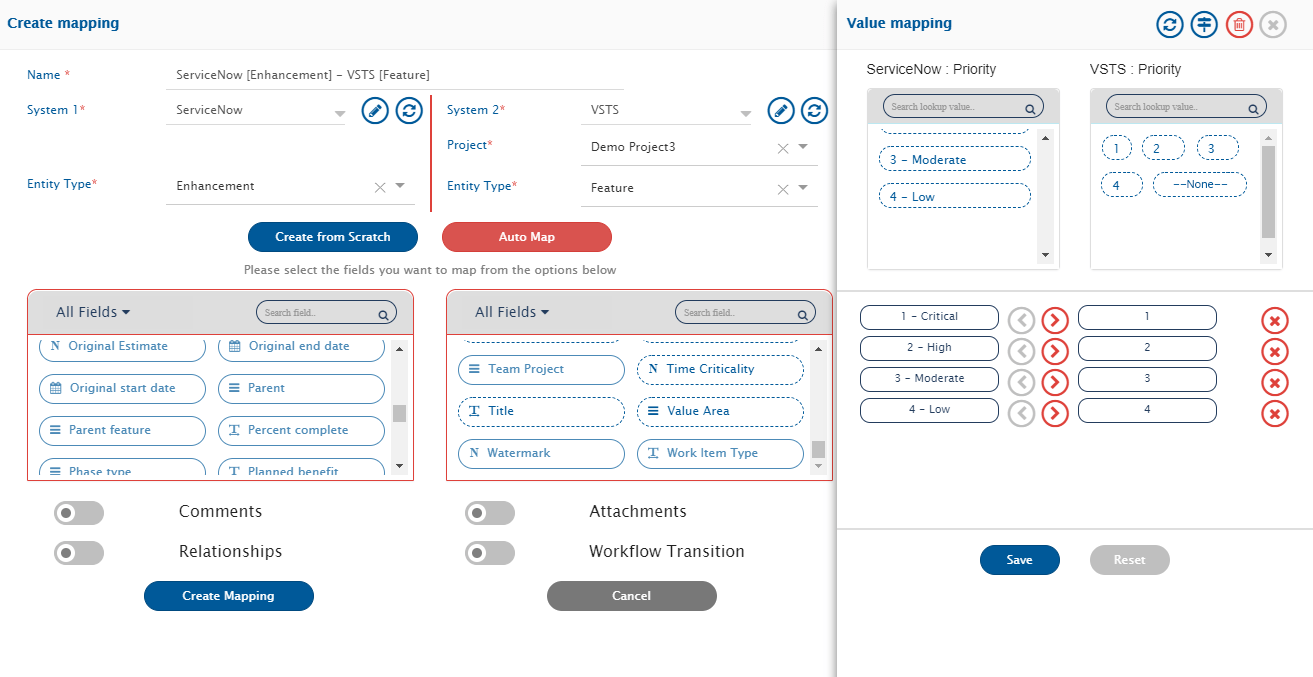 Create mapping
Name *
ServiceNow [Enhancement] - VSTS [Feature]
System 1*
ServiceNow
System 2*
VSTS
Project*
Demo Project3
Entity Type*
Enhancement
Entity Type*
Feature
Create from Scratch
Auto Map
Please select the fields you want to map from the options below
All Fields
Search field..
N Original Estimate
Original end date
Original start date
Parent
Parent feature
Percent complete
Phase type
Planned benefit
All Fields
Search field..
Team Project
N Time Criticality
Title
Value Area
N Watermark
Work Item Type
Comments
Attachments
Relationships
Workflow Transition
Create Mapping
Cancel
Value mapping
ServiceNow : Priority
VSTS : Priority
Search lookup value..
3 - Moderate
4 - Low
Search lookup value..
1
2
3
4
--None--
1 - Critical
1
2 - High
2
3 - Moderate
3
4 - Low
4
Save
Reset